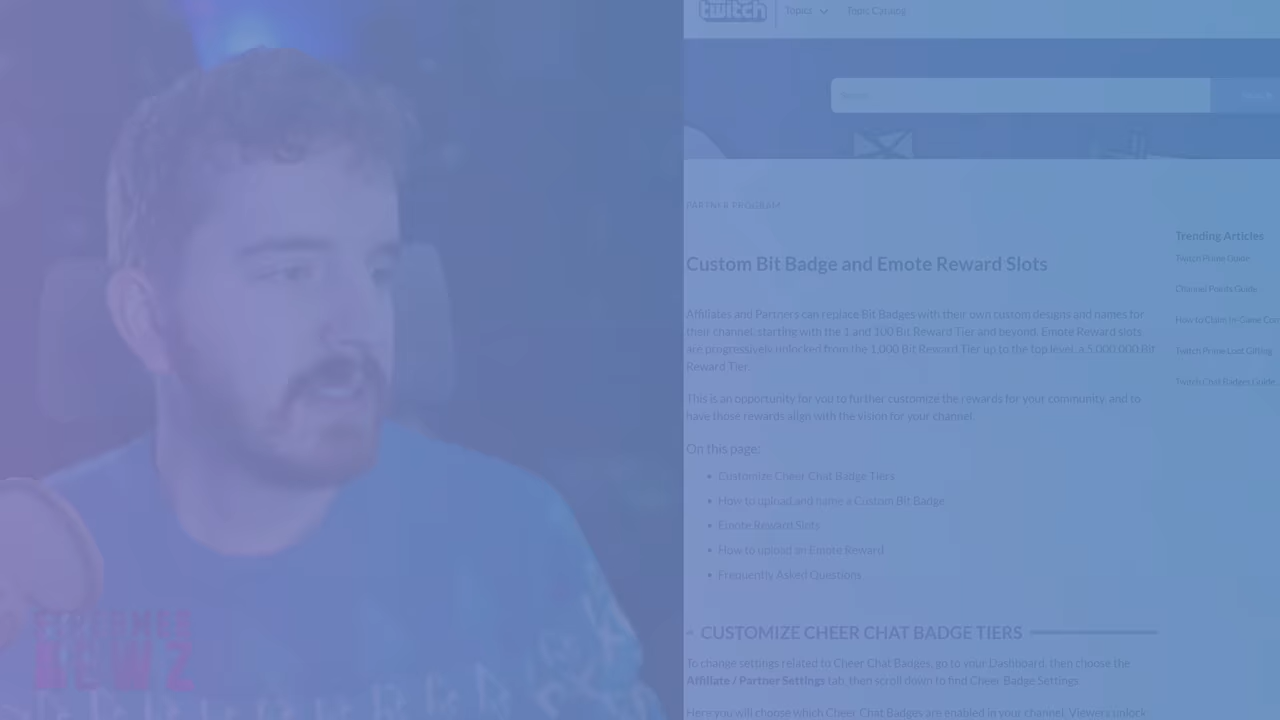 twitch
Topics
Topic Catalog
Search
PARTNER PROGRAM
Custom Bit Badge and Emote Reward Slots
Affiliates and Partners can replace Bit Badges with their own custom designs and names for
their channel, starting with the 1 and 100 Bit Reward Tier and beyond. Emote Reward slots
are progressively unlocked from the 1,000 Bit Reward Tier up to the top level, a 5,000,000 Bit
Reward Tier.
This is an opportunity for you to further customize the rewards for your community, and to
have those rewards align with the vision for your channel.
On this page:
• Customize Cheer Chat Badge Tiers
• How to upload and name a Custom Bit Badge
• Emote Reward Slots
• How to upload an Emote Reward
• Frequently Asked Questions
CUSTOMIZE CHEER CHAT BADGE TIERS
To change settings related to Cheer Chat Badges, go to your Dashboard, then choose the
Affiliate / Partner Settings tab, then scroll down to find Cheer Badge Settings.
Here you will choose which Cheer Chat Badges are enabled in your channel. Viewers unlock
Trending Articles
Twitch Prime Guide
Channel Points Guide
How to Claim In-Game
Twitch Prime Loot Gifting
Twitch Chat Badges Guide
NEWZ